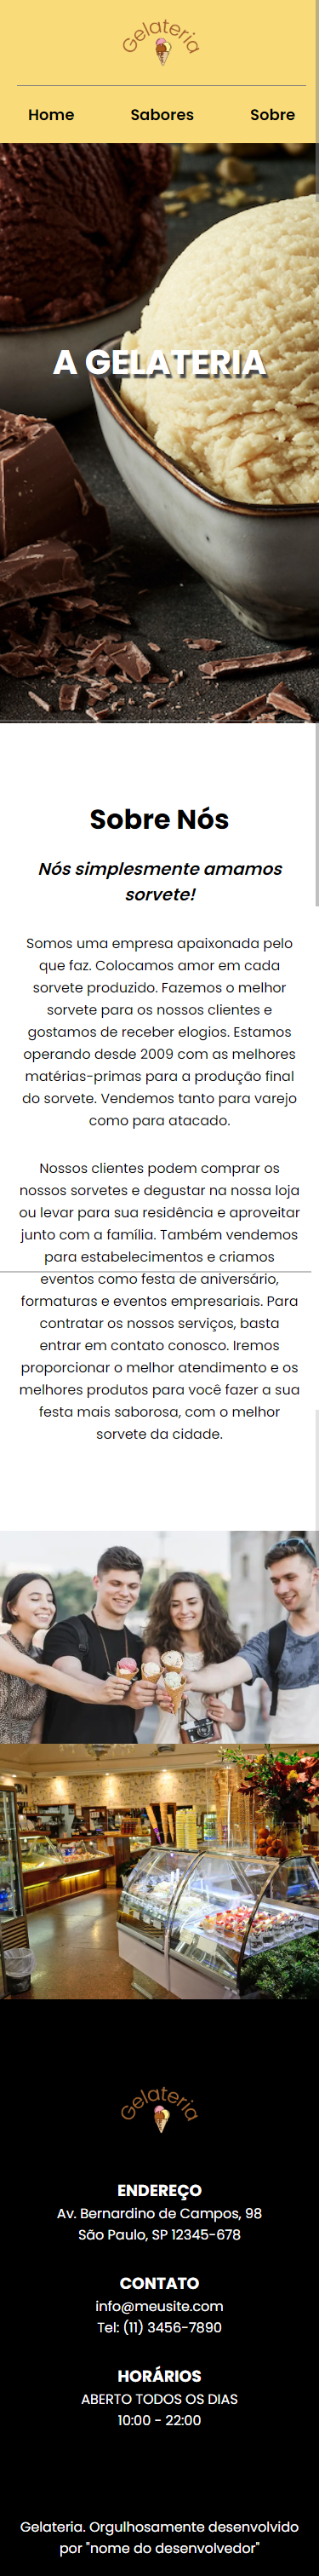 Gelateria
Home Sabores Sobre
A GELATERIA
Sobre Nós
Nós simplesmente amamos
sorvete!
Somos uma empresa apaixonada pelo
que faz. Colocamos amor em cada
sorvete produzido. Fazemos o melhor
sorvete para os nossos clientes e
gostamos de receber elogios. Estamos
operando desde 2009 com as melhores
matérias-primas para a produção final
do sorvete. Vendemos tanto para varejo
como para atacado.
Nossos clientes podem comprar os
nossos sorvetes e degustar na nossa loja
ou levar para sua residência e aproveitar
junto com a família. Também vendemos
para estabelecimentos e criamos
eventos como festa de aniversário,
formaturas e eventos empresariais. Para
contratar os nossos serviços, basta
entrar em contato conosco. Iremos
proporcionar o melhor atendimento e os
melhores produtos para você fazer a sua
festa mais saborosa, com o melhor
sorvete da cidade.
Gelateria
ENDEREÇO
Av. Bernardino de Campos, 98
São Paulo, SP 12345-678
CONTATO
info@meusite.com
Tel: (11) 3456-7890
HORÁRIOS
ABERTO TODOS OS DIAS
10:00 - 22:00
Gelateria. Orgulhosamente desenvolvido
por "nome do desenvolvedor"